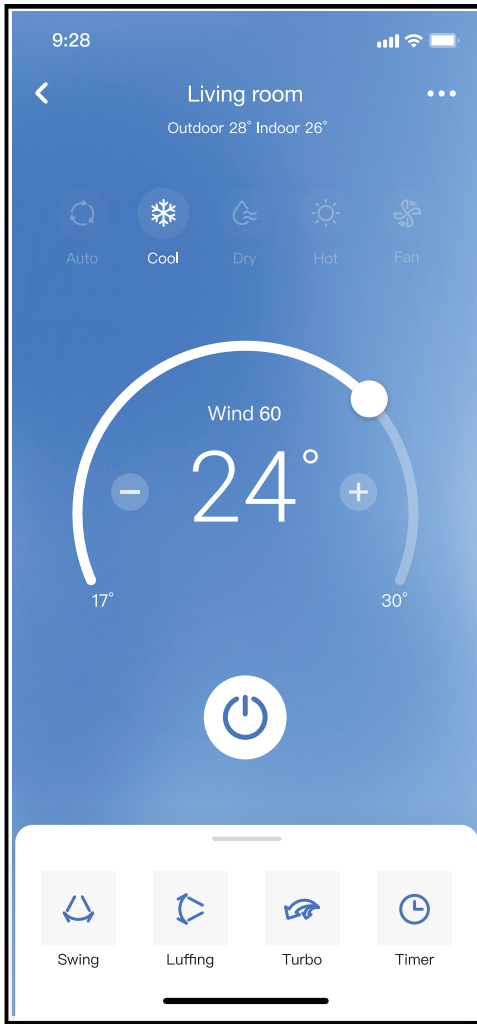 9:28
Living room
Outdoor 28° Indoor 26°
Auto Cool Dry Hot Fan
Wind 60
24°
17° 30°
Swing Luffing Turbo Timer